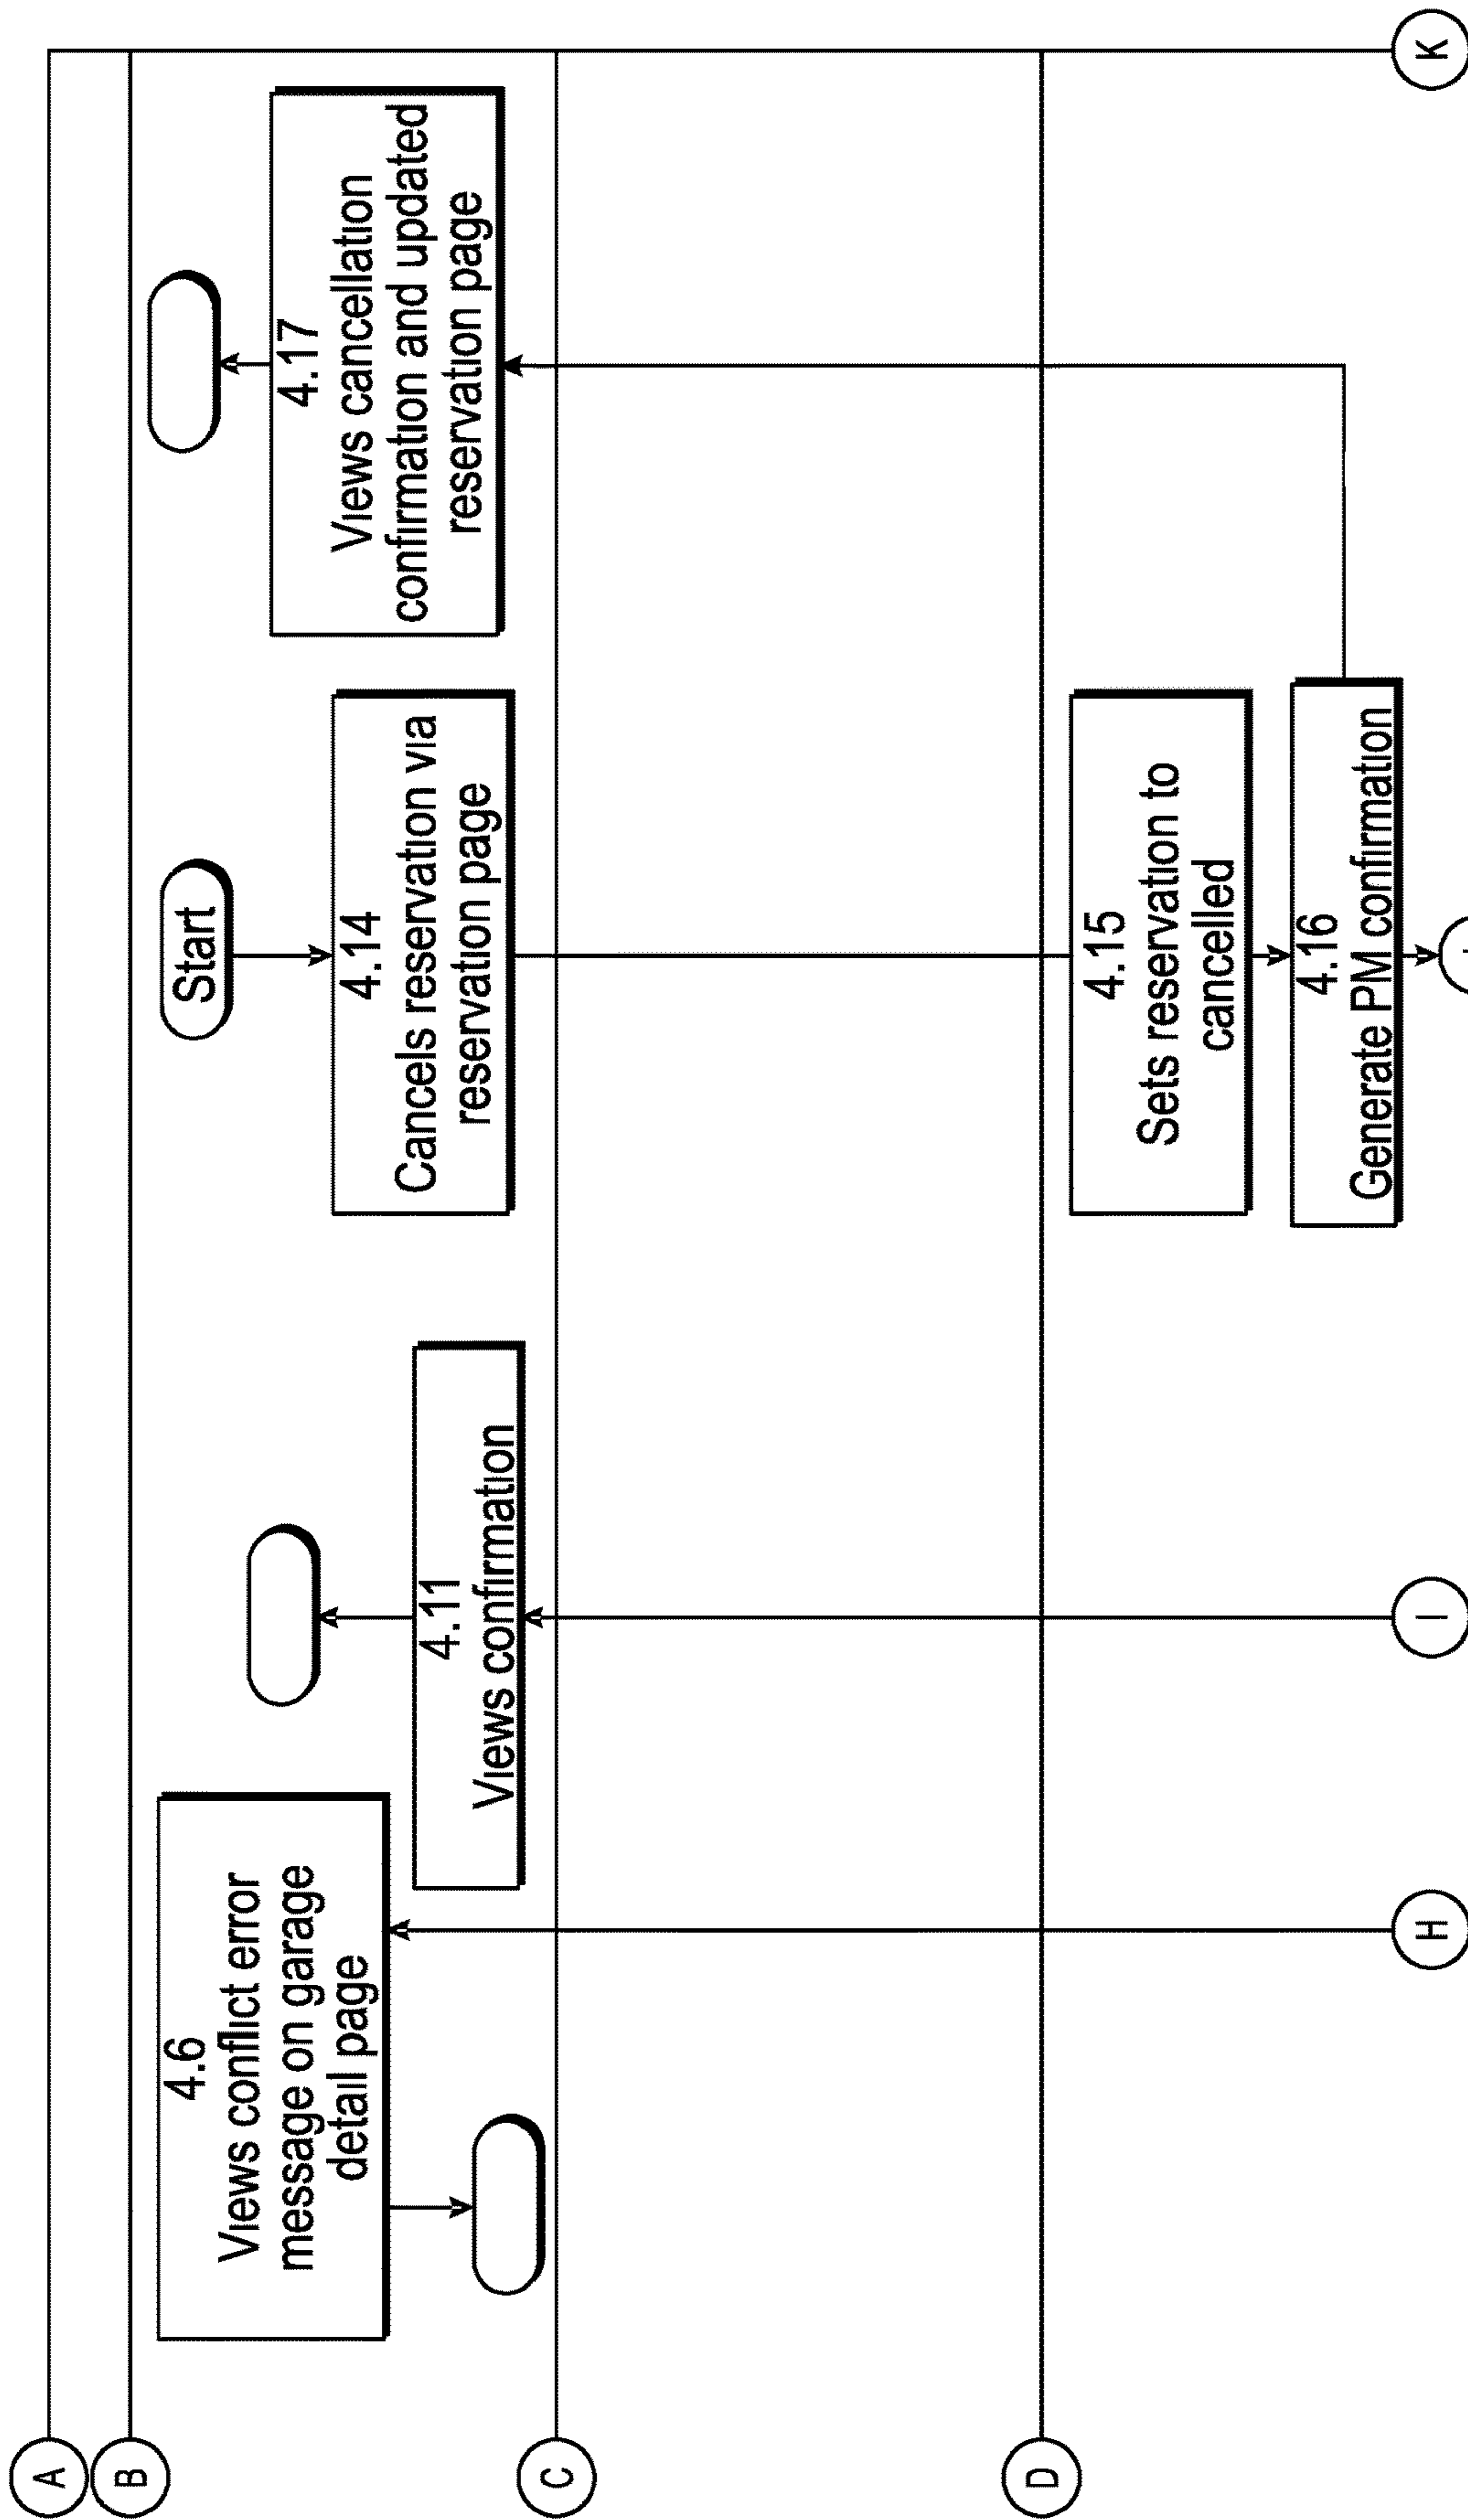 A
B
4.6
Views conflict error
message on garage
detail page
4.11
Views confirmation
Start
4.14
Cancels reservation via
reservation page
4.17
Views cancellation
confirmation and updated
reservation page
C
D
4.15
Sets reservation to
cancelled
4.16
Generate PM confirmation
H
I
K